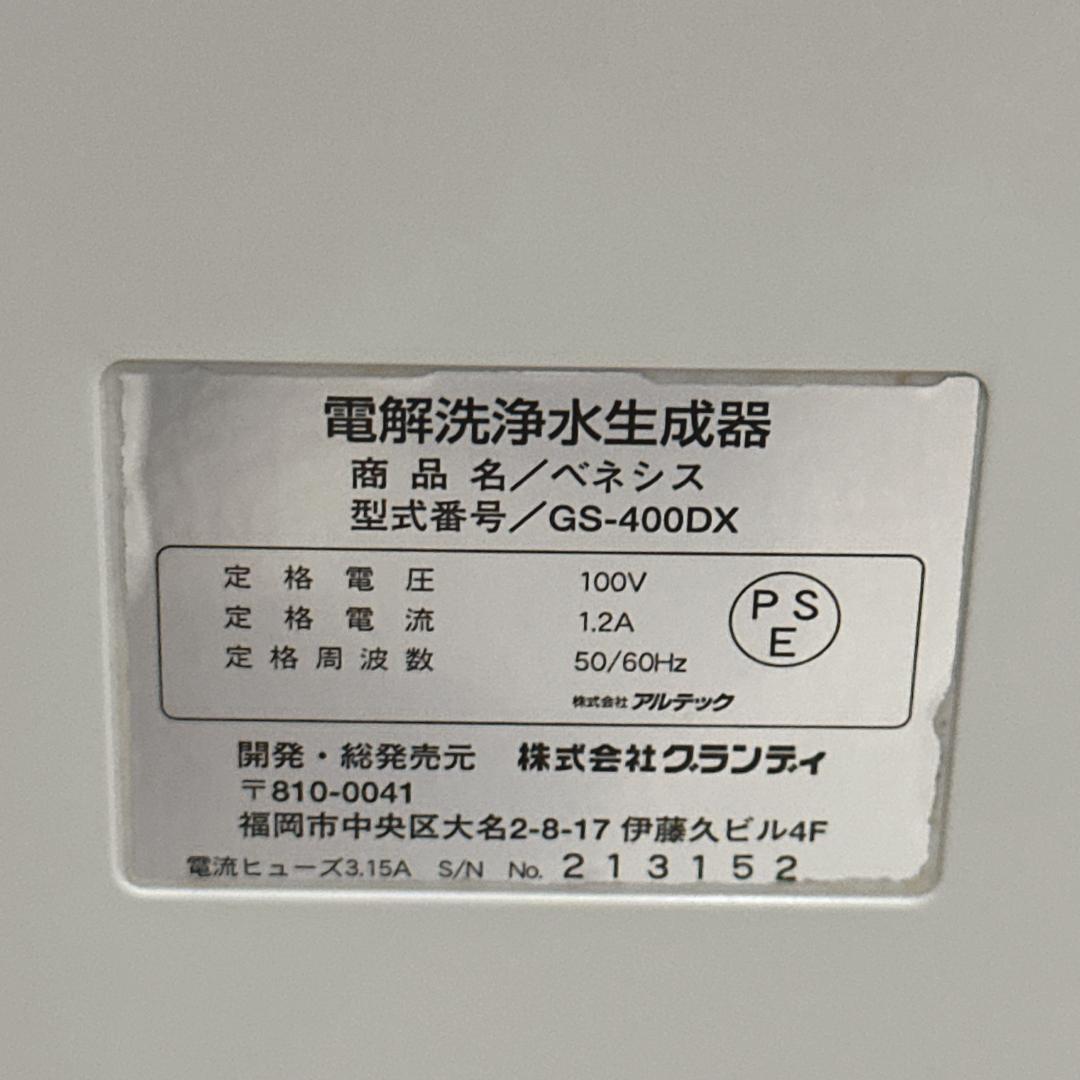 電解洗浄水生成器
商品名／ベネシス
型式番号／GS-400DX
定格電圧 100V
定格電流 1.2A
定格周波数 50/60Hz
PSE
株式会社アルテック
開発・総発売元 株式会社グランディ
〒810-0041
福岡市中央区大名2-8-17 伊藤久ビル4F
電流ヒューズ3.15A S/N No. 213152